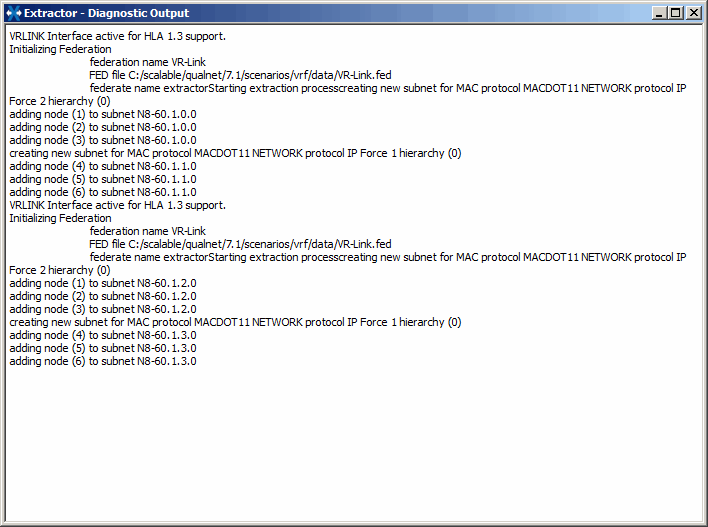 Extractor - Diagnostic Output
VRLINK Interface active for HLA 1.3 support.
Initializing Federation
federation name VR-Link
FED file C:/scalable/qualnet/7.1/scenarios/vrf/data/VR-Link.fed
federate name extractorStarting extraction processcreating new subnet for MAC protocol MACDOT11 NETWORK protocol IP
Force 2 hierarchy (0)
adding node (1) to subnet N8-60.1.0.0
adding node (2) to subnet N8-60.1.0.0
adding node (3) to subnet N8-60.1.0.0
creating new subnet for MAC protocol MACDOT11 NETWORK protocol IP Force 1 hierarchy (0)
adding node (4) to subnet N8-60.1.1.0
adding node (5) to subnet N8-60.1.1.0
adding node (6) to subnet N8-60.1.1.0
VRLINK Interface active for HLA 1.3 support.
Initializing Federation
federation name VR-Link
FED file C:/scalable/qualnet/7.1/scenarios/vrf/data/VR-Link.fed
federate name extractorStarting extraction processcreating new subnet for MAC protocol MACDOT11 NETWORK protocol IP
Force 2 hierarchy (0)
adding node (1) to subnet N8-60.1.2.0
adding node (2) to subnet N8-60.1.2.0
adding node (3) to subnet N8-60.1.2.0
creating new subnet for MAC protocol MACDOT11 NETWORK protocol IP Force 1 hierarchy (0)
adding node (4) to subnet N8-60.1.3.0
adding node (5) to subnet N8-60.1.3.0
adding node (6) to subnet N8-60.1.3.0